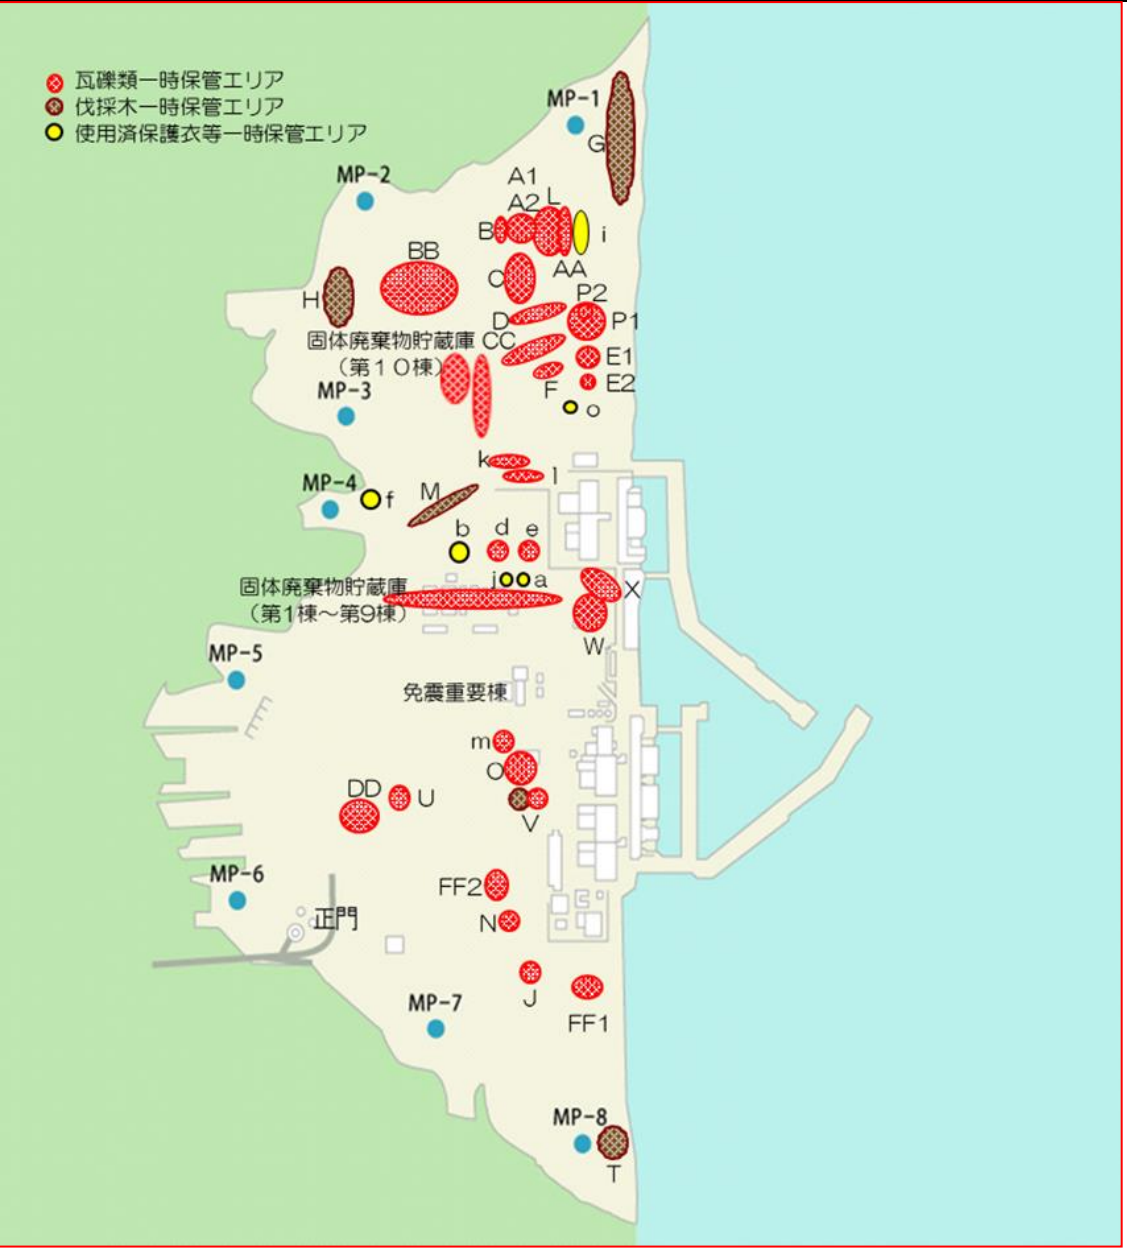 瓦礫類一時保管エリア
伐採木一時保管エリア
使用済保護衣等一時保管エリア
MP-1
G
MP-2
A1
A2
L
B
i
BB
AA
C
P2
H
D
P1
固体廃棄物貯蔵庫
(第10棟)
CC
E1
E2
F
o
MP-3
k
l
MP-4
f
M
b
d
e
j
a
固体廃棄物貯蔵庫
(第1棟～第9棟)
X
W
MP-5
免震重要棟
m
O
DD
U
V
MP-6
FF2
N
正門
J
MP-7
FF1
MP-8
T